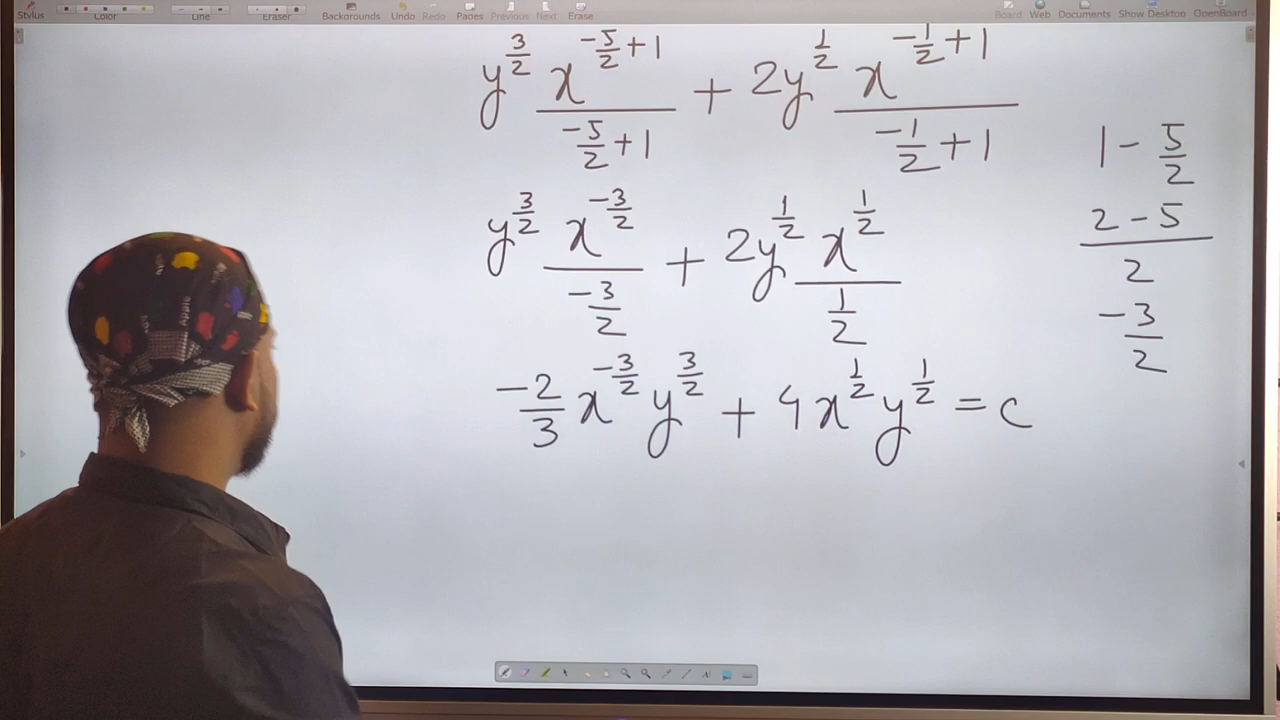 Stylus Color Line Eraser Backgrounds Undo Redo Pages Previous Next Erase Board Web Documents Show Desktop OpenBoard
y^{3/2} x^{-5/2+1} / (-5/2+1) + 2y^{1/2} x^{-1/2+1} / (-1/2+1)
y^{3/2} x^{-3/2} / (-3/2) + 2y^{1/2} x^{1/2} / (1/2)
-2/3 x^{-3/2} y^{3/2} + 4x^{1/2} y^{1/2} = c
1 - 5/2
2 - 5 / 2
-3/2
Apple